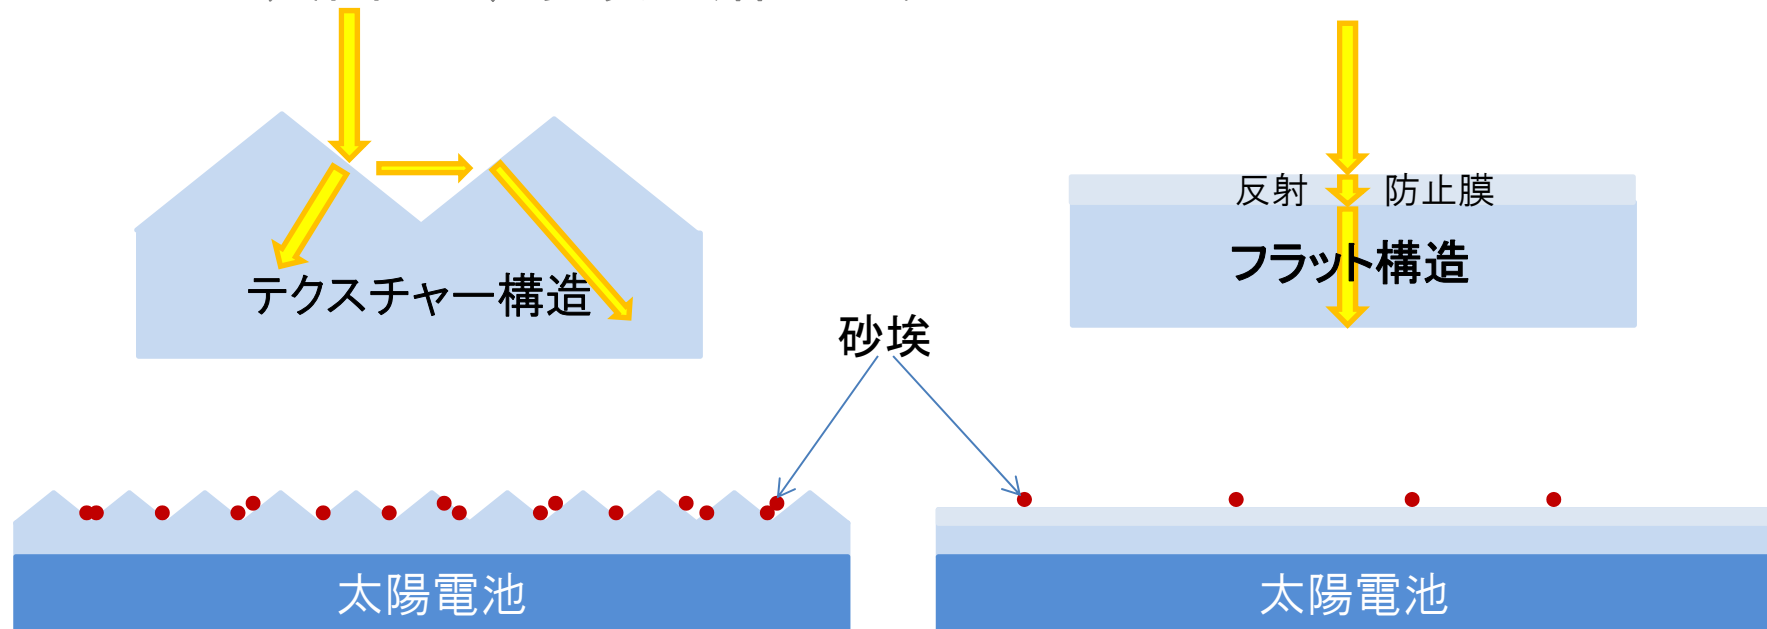 反射 防止膜
テクスチャー構造
フラット構造
砂埃
太陽電池
太陽電池